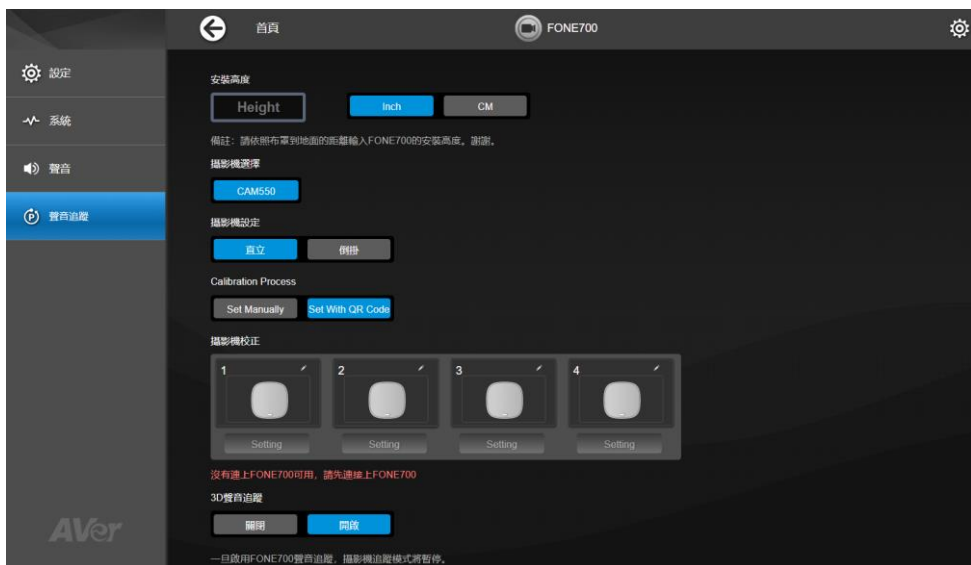 首頁
FONE700
設定
系統
聲音
聲音追蹤
安裝高度
Height
Inch
CM
備註：請依照布罩到地面的距離輸入FONE700的安裝高度。謝謝。
攝影機選擇
CAM550
攝影機設定
直立
倒掛
Calibration Process
Set Manually
Set With QR Code
攝影機校正
1
2
3
4
Setting
Setting
Setting
Setting
沒有連上FONE700可用，請先連接上FONE700
3D聲音追蹤
關閉
開啟
一旦啟用FONE700聲音追蹤，攝影機追蹤模式將暫停。
AVer